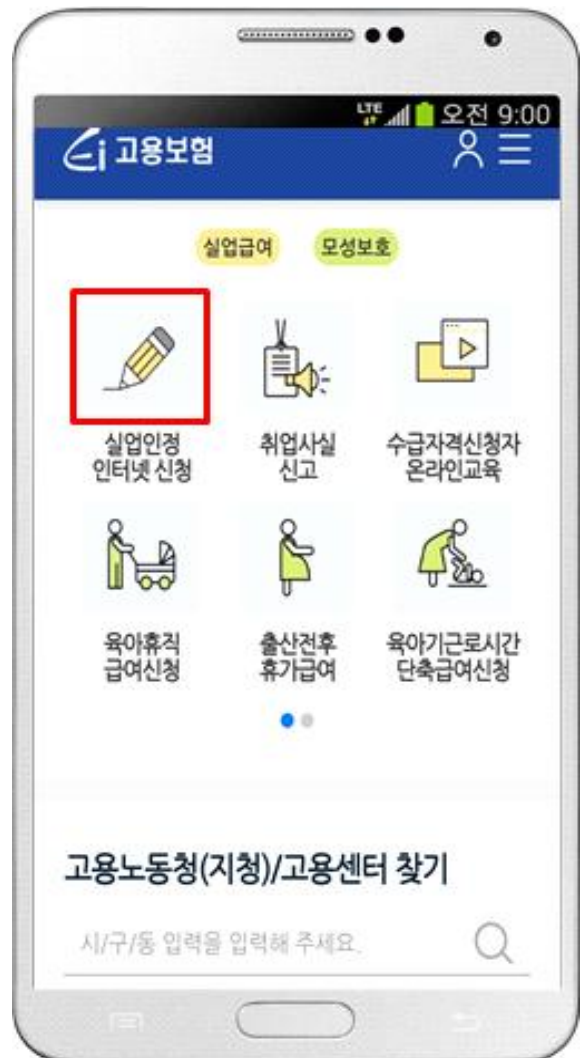 LTE 오전 9:00
Ei 고용보험
실업급여 모성보호
실업인정 인터넷 신청
취업사실 신고
수급자격신청자 온라인교육
육아휴직 급여신청
출산전후 휴가급여
육아기근로시간 단축급여신청
고용노동청(지청)/고용센터 찾기
시/구/동 입력을 입력해 주세요.